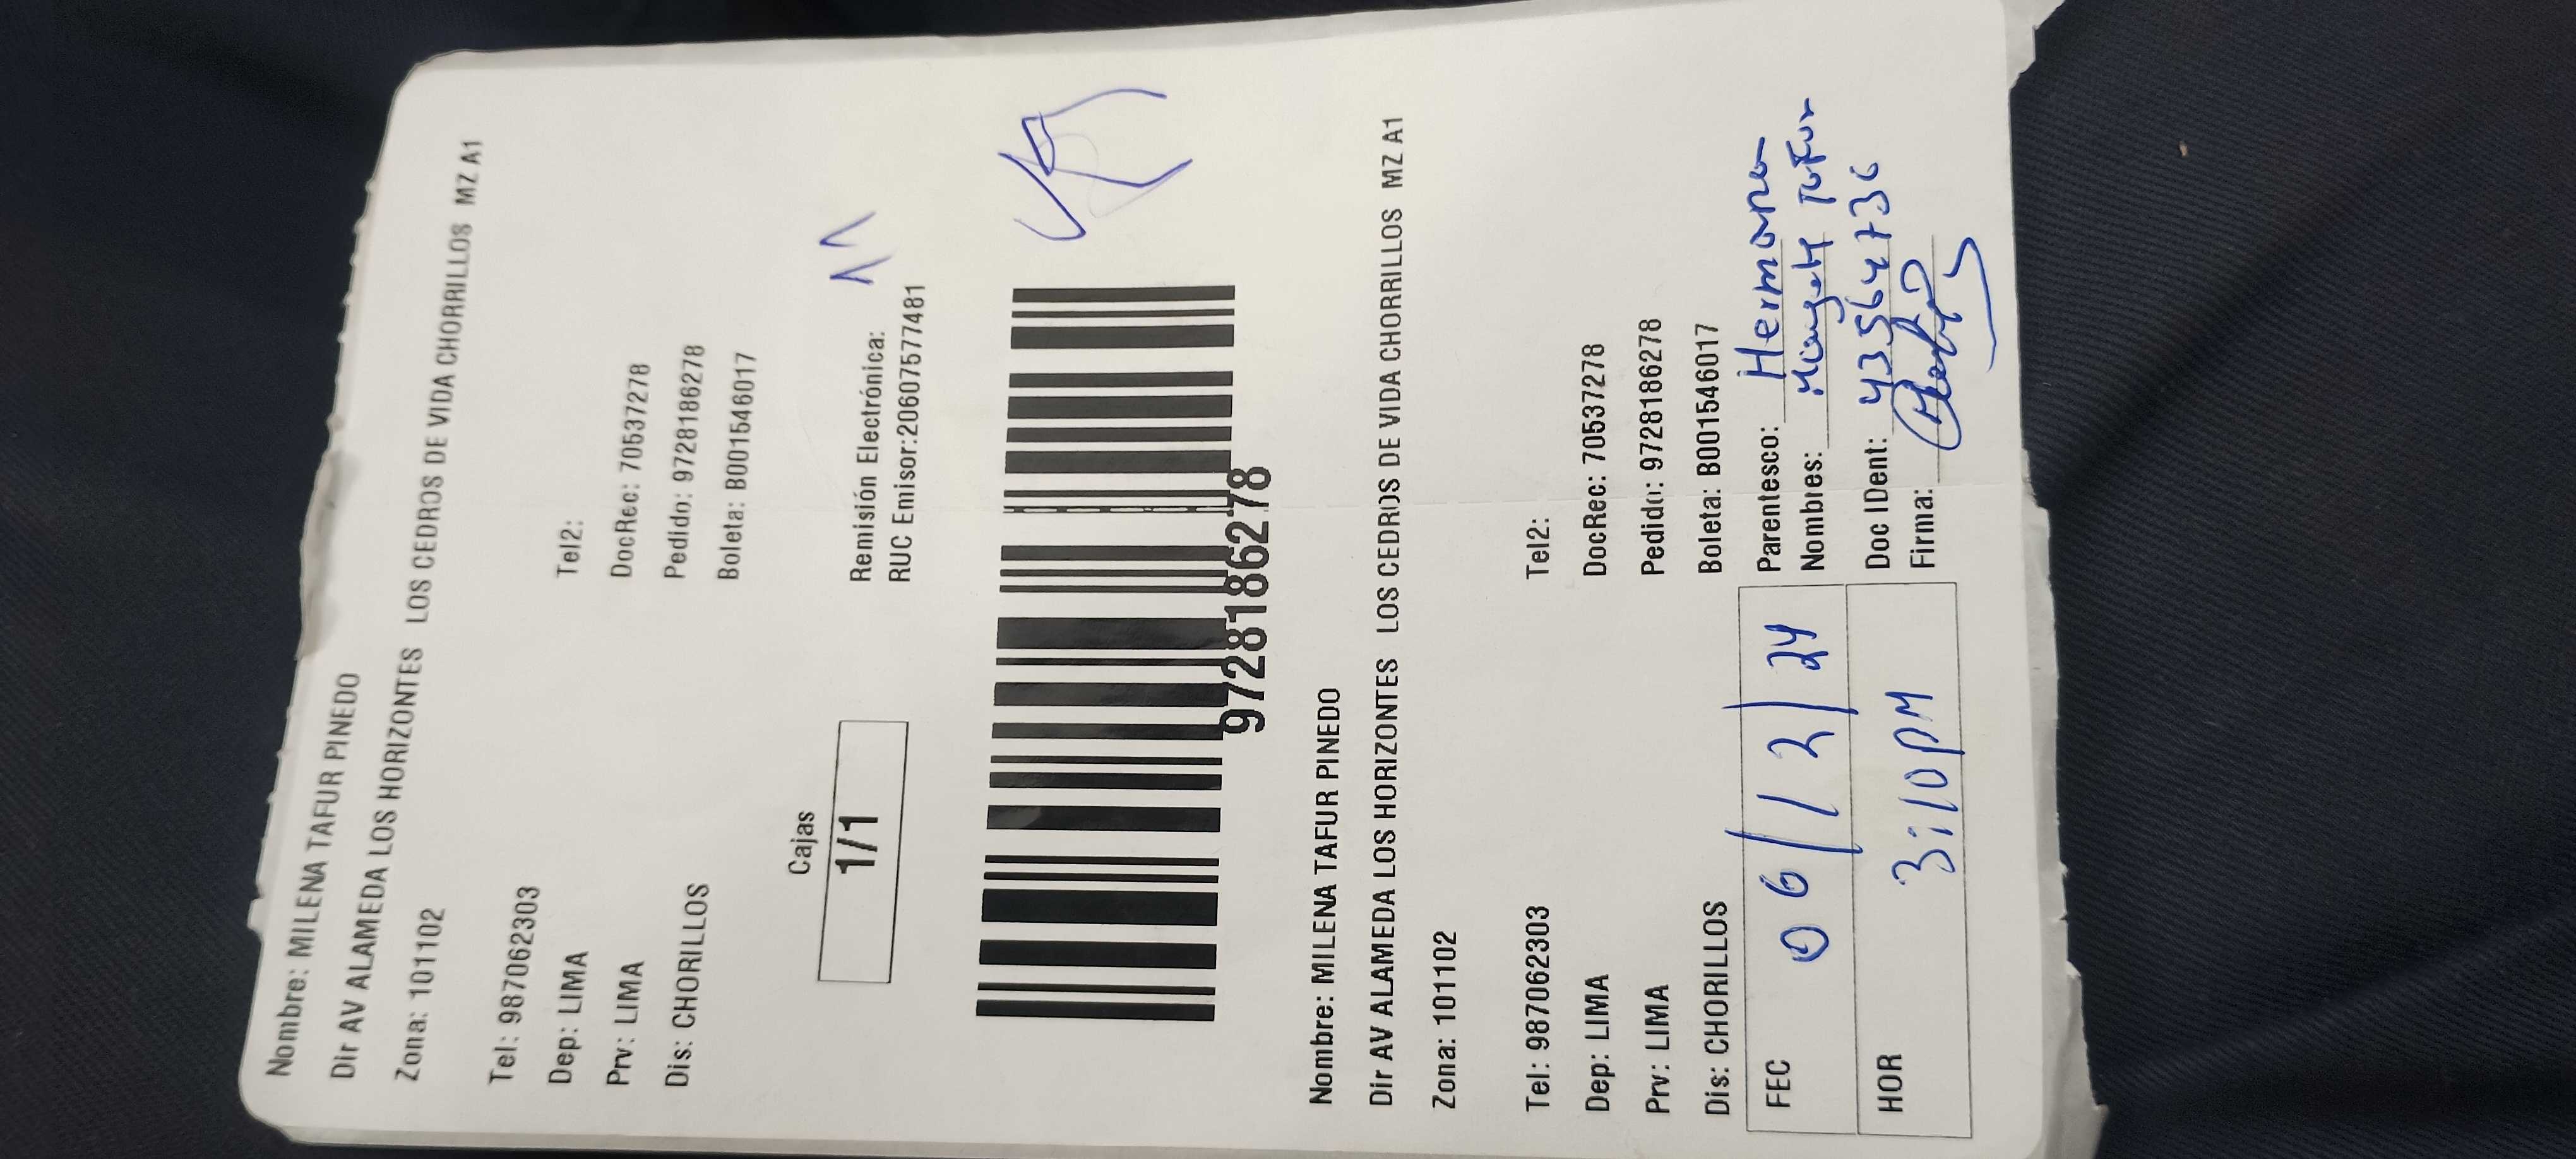 Nombre: MILENA TAFUR PINEDO
Dir AV ALAMEDA LOS HORIZONTES LOS CEDROS DE VIDA CHORRILLOS MZ A1
Zona: 101102
Tel: 987062303 Tel2:
Dep: LIMA DocRec: 70537278
Prv: LIMA Pedido: 9728186278
Dis: CHORILLOS Boleta: B001546017
Cajas
1/1
Remisión Electrónica:
RUC Emisor:20607577481
9728186278
Nombre: MILENA TAFUR PINEDO
Dir AV ALAMEDA LOS HORIZONTES LOS CEDROS DE VIDA CHORRILLOS MZ A1
Zona: 101102
Tel: 987062303 Tel2:
Dep: LIMA DocRec: 70537278
Prv: LIMA Pedido: 9728186278
Dis: CHORILLOS Boleta: B001546017
FEC 06/2/24 Parentesco: Hermana
Nombres: Tafur
HOR 3:10PM Doc IDent: 43564736
Firma: